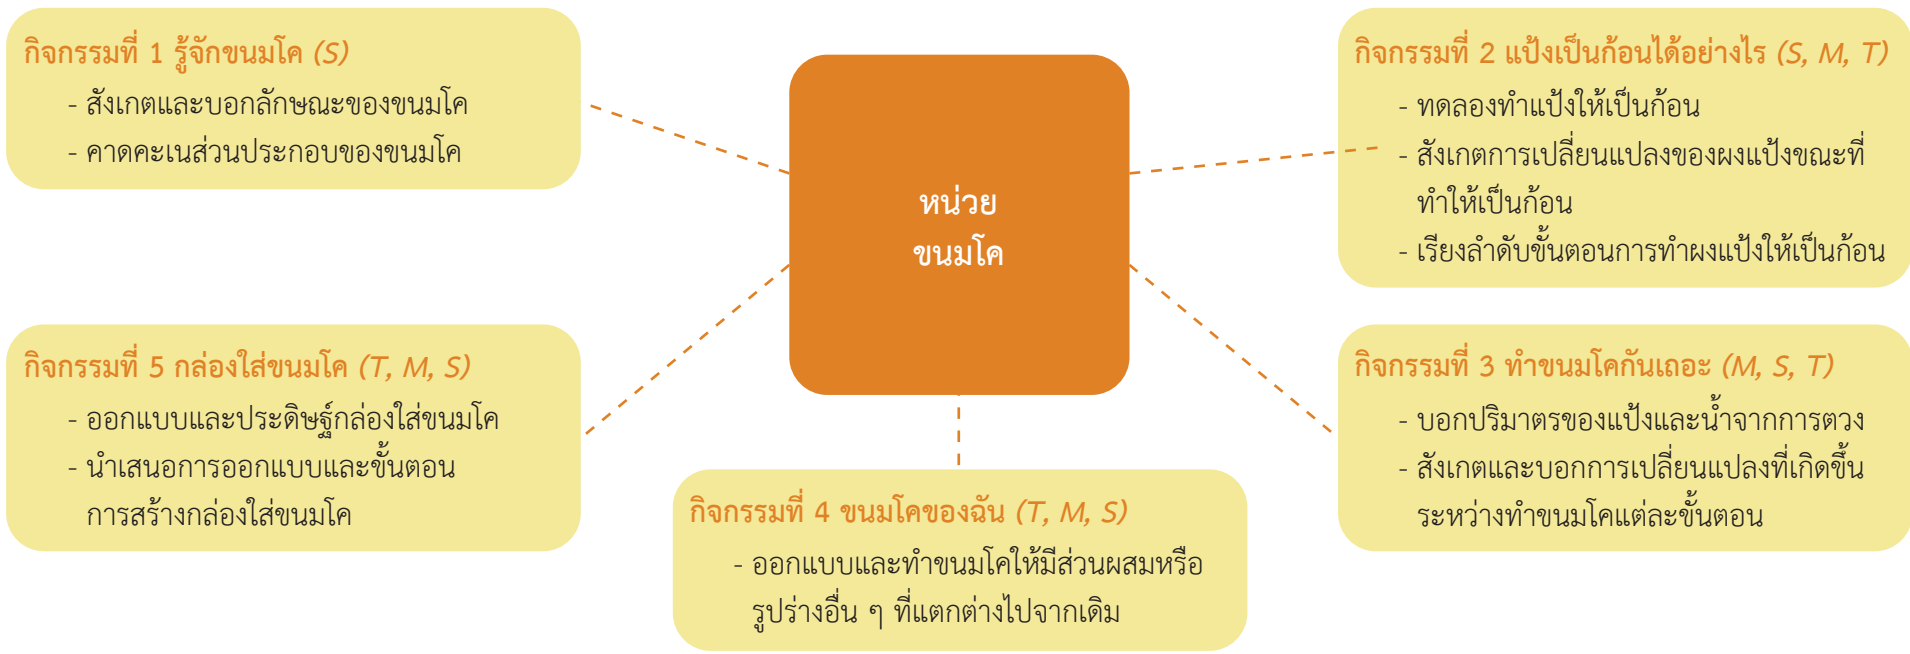 หน่วย
ขนมโค
กิจกรรมที่ 1 รู้จักขนมโค (S)
- สังเกตและบอกลักษณะของขนมโค
- คาดคะเนส่วนประกอบของขนมโค
กิจกรรมที่ 2 แป้งเป็นก้อนได้อย่างไร (S, M, T)
- ทดลองทำแป้งให้เป็นก้อน
- สังเกตการเปลี่ยนแปลงของผงแป้งขณะที่
ทำให้เป็นก้อน
- เรียงลำดับขั้นตอนการทำผงแป้งให้เป็นก้อน
กิจกรรมที่ 3 ทำขนมโคกันเถอะ (M, S, T)
- บอกปริมาตรของแป้งและน้ำจากการตวง
- สังเกตและบอกการเปลี่ยนแปลงที่เกิดขึ้น
ระหว่างทำขนมโคแต่ละขั้นตอน
กิจกรรมที่ 4 ขนมโคของฉัน (T, M, S)
- ออกแบบและทำขนมโคให้มีส่วนผสมหรือ
รูปร่างอื่น ๆ ที่แตกต่างไปจากเดิม
กิจกรรมที่ 5 กล่องใส่ขนมโค (T, M, S)
- ออกแบบและประดิษฐ์กล่องใส่ขนมโค
- นำเสนอการออกแบบและขั้นตอน
การสร้างกล่องใส่ขนมโค